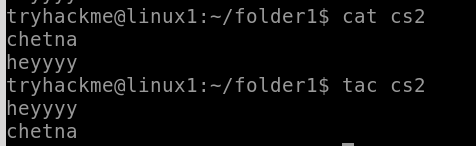 tryhackme@linux1:~/folder1$ cat cs2
chetna
heyyyy
tryhackme@linux1:~/folder1$ tac cs2
heyyyy
chetna